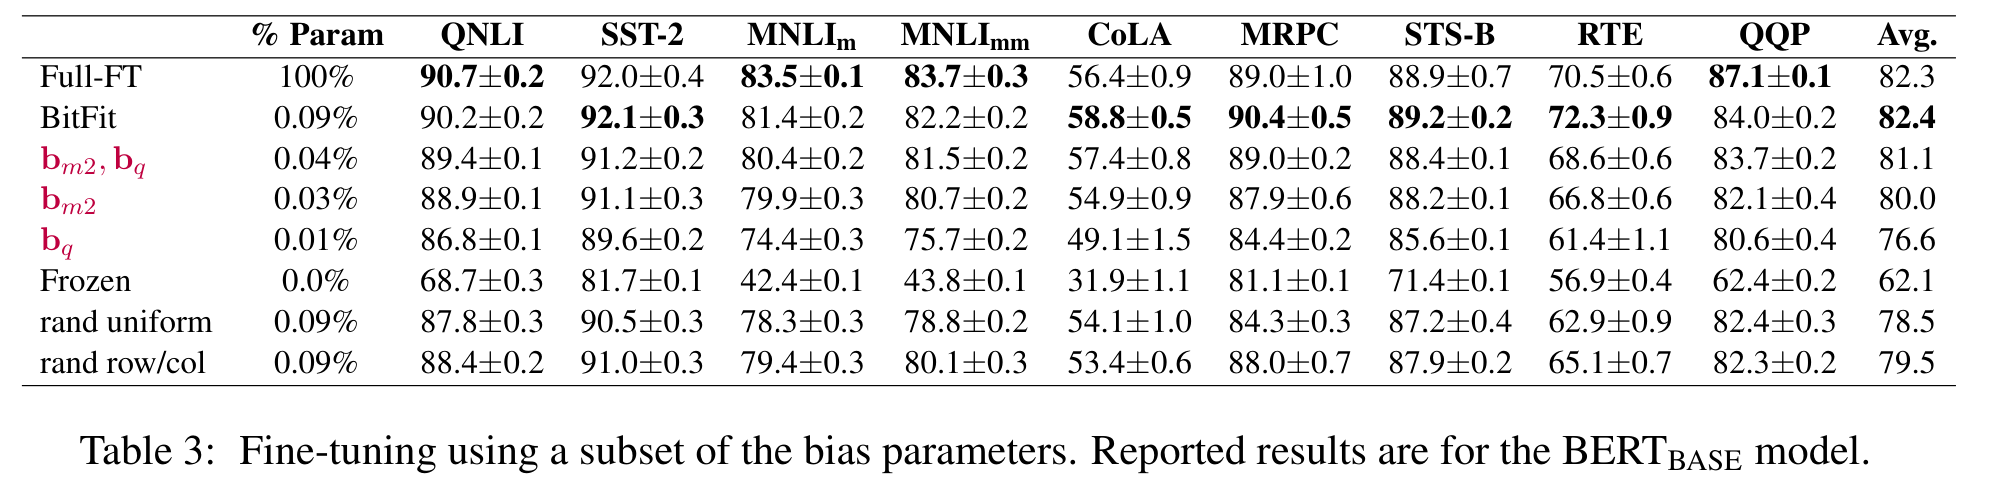 % Param QNLI SST-2 MNLIm MNLImm CoLA MRPC STS-B RTE QQP Avg.
Full-FT 100% 90.7±0.2 92.0±0.4 83.5±0.1 83.7±0.3 56.4±0.9 89.0±1.0 88.9±0.7 70.5±0.6 87.1±0.1 82.3
BitFit 0.09% 90.2±0.2 92.1±0.3 81.4±0.2 82.2±0.2 58.8±0.5 90.4±0.5 89.2±0.2 72.3±0.9 84.0±0.2 82.4
bm2, bq 0.04% 89.4±0.1 91.2±0.2 80.4±0.2 81.5±0.2 57.4±0.8 89.0±0.2 88.4±0.1 68.6±0.6 83.7±0.2 81.1
bm2 0.03% 88.9±0.1 91.1±0.3 79.9±0.3 80.7±0.2 54.9±0.9 87.9±0.6 88.2±0.1 66.8±0.6 82.1±0.4 80.0
bq 0.01% 86.8±0.1 89.6±0.2 74.4±0.3 75.7±0.2 49.1±1.5 84.4±0.2 85.6±0.1 61.4±1.1 80.6±0.4 76.6
Frozen 0.0% 68.7±0.3 81.7±0.1 42.4±0.1 43.8±0.1 31.9±1.1 81.1±0.1 71.4±0.1 56.9±0.4 62.4±0.2 62.1
rand uniform 0.09% 87.8±0.3 90.5±0.3 78.3±0.3 78.8±0.2 54.1±1.0 84.3±0.3 87.2±0.4 62.9±0.9 82.4±0.3 78.5
rand row/col 0.09% 88.4±0.2 91.0±0.3 79.4±0.3 80.1±0.3 53.4±0.6 88.0±0.7 87.9±0.2 65.1±0.7 82.3±0.2 79.5
Table 3: Fine-tuning using a subset of the bias parameters. Reported results are for the BERTBASE model.